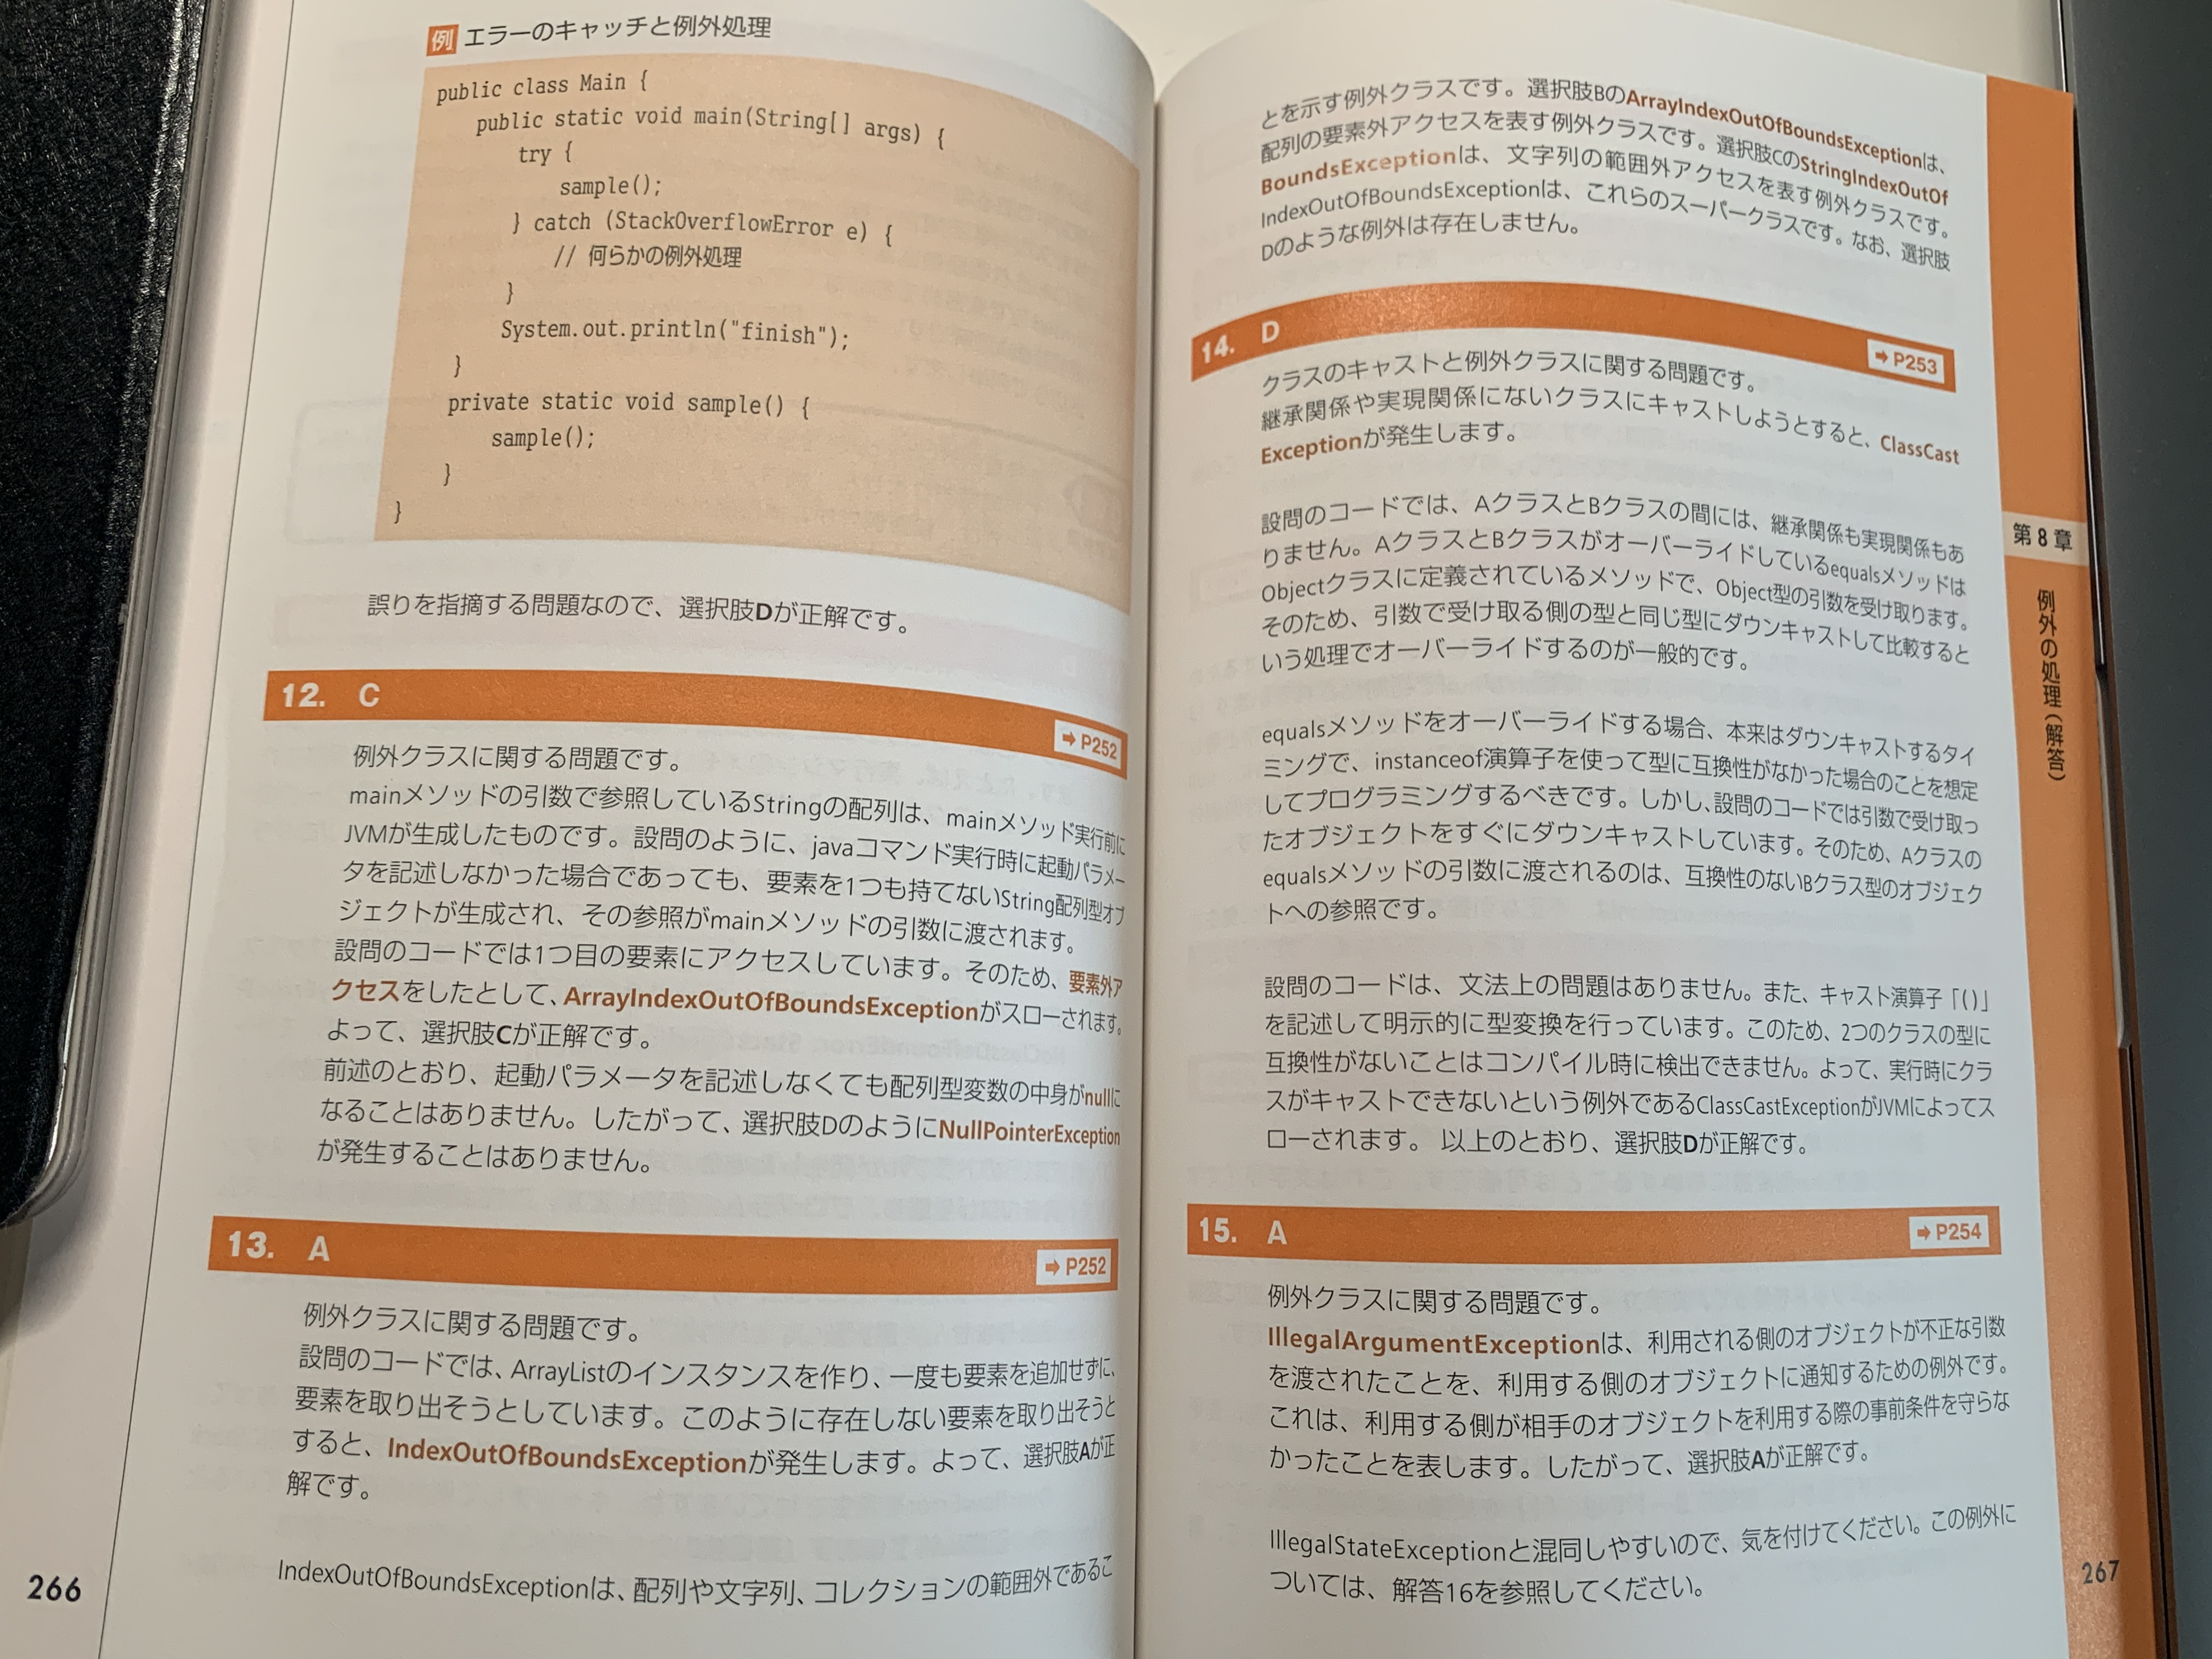 例 エラーのキャッチと例外処理
public class Main {
    public static void main(String[] args) {
        try {
            sample();
        } catch (StackOverflowError e) {
            // 何らかの例外処理
        }
        System.out.println("finish");
    }
    private static void sample() {
        sample();
    }
}
誤りを指摘する問題なので、選択肢Dが正解です。
12. C ➡ P252
例外クラスに関する問題です。
mainメソッドの引数で参照しているStringの配列は、mainメソッド実行前に
JVMが生成したものです。設問のように、javaコマンド実行時に起動パラメー
タを記述しなかった場合であっても、要素を1つも持てないString配列型オブ
ジェクトが生成され、その参照がmainメソッドの引数に渡されます。
設問のコードでは1つ目の要素にアクセスしています。そのため、要素外ア
クセスをしたとして、ArrayIndexOutOfBoundsExceptionがスローされます。
よって、選択肢Cが正解です。
前述のとおり、起動パラメータを記述しなくても配列型変数の中身がnullに
なることはありません。したがって、選択肢DのようにNullPointerException
が発生することはありません。
13. A ➡ P252
例外クラスに関する問題です。
設問のコードでは、ArrayListのインスタンスを作り、一度も要素を追加せずに、
要素を取り出そうとしています。このように存在しない要素を取り出そうと
すると、IndexOutOfBoundsExceptionが発生します。よって、選択肢Aが正
解です。
IndexOutOfBoundsExceptionは、配列や文字列、コレクションの範囲外であるこ
266
とを示す例外クラスです。選択肢BのArrayIndexOutOfBoundsExceptionは、
配列の要素外アクセスを表す例外クラスです。選択肢CのStringIndexOutOf
BoundsExceptionは、文字列の範囲外アクセスを表す例外クラスです。
IndexOutOfBoundsExceptionは、これらのスーパークラスです。なお、選択肢
Dのような例外は存在しません。
14. D ➡ P253
クラスのキャストと例外クラスに関する問題です。
継承関係や実現関係にないクラスにキャストしようとすると、ClassCast
Exceptionが発生します。
設問のコードでは、AクラスとBクラスの間には、継承関係も実現関係もあ
りません。AクラスとBクラスがオーバーライドしているequalsメソッドは
Objectクラスに定義されているメソッドで、Object型の引数を受け取ります。
そのため、引数で受け取る側の型と同じ型にダウンキャストして比較すると
いう処理でオーバーライドするのが一般的です。
equalsメソッドをオーバーライドする場合、本来はダウンキャストするタイ
ミングで、instanceof演算子を使って型に互換性がなかった場合のことを想定
してプログラミングするべきです。しかし、設問のコードでは引数で受け取っ
たオブジェクトをすぐにダウンキャストしています。そのため、Aクラスの
equalsメソッドの引数に渡されるのは、互換性のないBクラス型のオブジェク
トへの参照です。
設問のコードは、文法上の問題はありません。また、キャスト演算子「()」
を記述して明示的に型変換を行っています。このため、2つのクラスの型に
互換性がないことはコンパイル時に検出できません。よって、実行時にクラ
スがキャストできないという例外であるClassCastExceptionがJVMによってス
ローされます。 以上のとおり、選択肢Dが正解です。
15. A ➡ P254
例外クラスに関する問題です。
IllegalArgumentExceptionは、利用される側のオブジェクトが不正な引数
を渡されたことを、利用する側のオブジェクトに通知するための例外です。
これは、利用する側が相手のオブジェクトを利用する際の事前条件を守らな
かったことを表します。したがって、選択肢Aが正解です。
IllegalStateExceptionと混同しやすいので、気を付けてください。この例外に
ついては、解答16を参照してください。
第8章
例外の処理（解答）
267